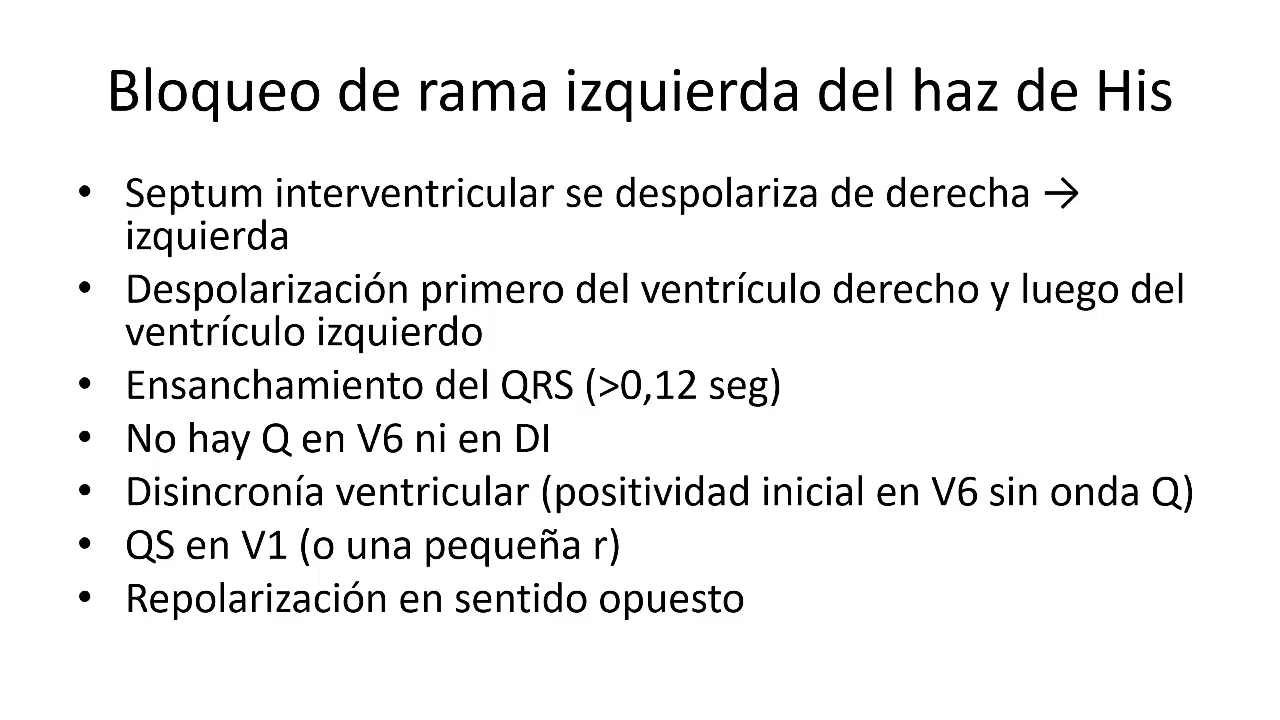 Bloqueo de rama izquierda del haz de His
• Septum interventricular se despolariza de derecha →
izquierda
• Despolarización primero del ventrículo derecho y luego del
ventrículo izquierdo
• Ensanchamiento del QRS (>0,12 seg)
• No hay Q en V6 ni en DI
• Disincronía ventricular (positividad inicial en V6 sin onda Q)
• QS en V1 (o una pequeña r)
• Repolarización en sentido opuesto